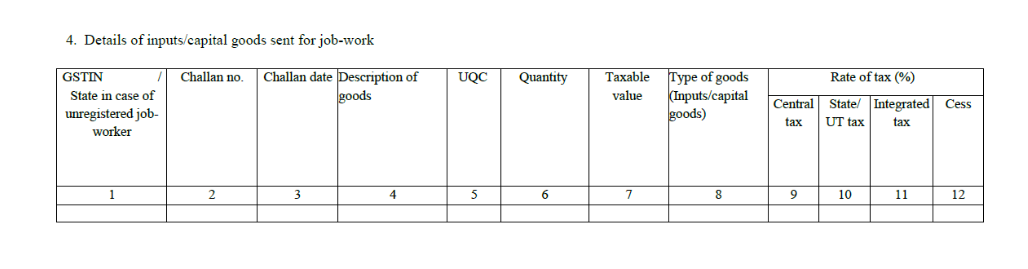 4. Details of inputs/capital goods sent for job-work
GSTIN / Challan no. Challan date Description of UQC Quantity Taxable Type of goods Rate of tax (%)
State in case of goods value (Inputs/capital
unregistered job- goods) Central State/ Integrated Cess
worker tax UT tax tax
1 2 3 4 5 6 7 8 9 10 11 12